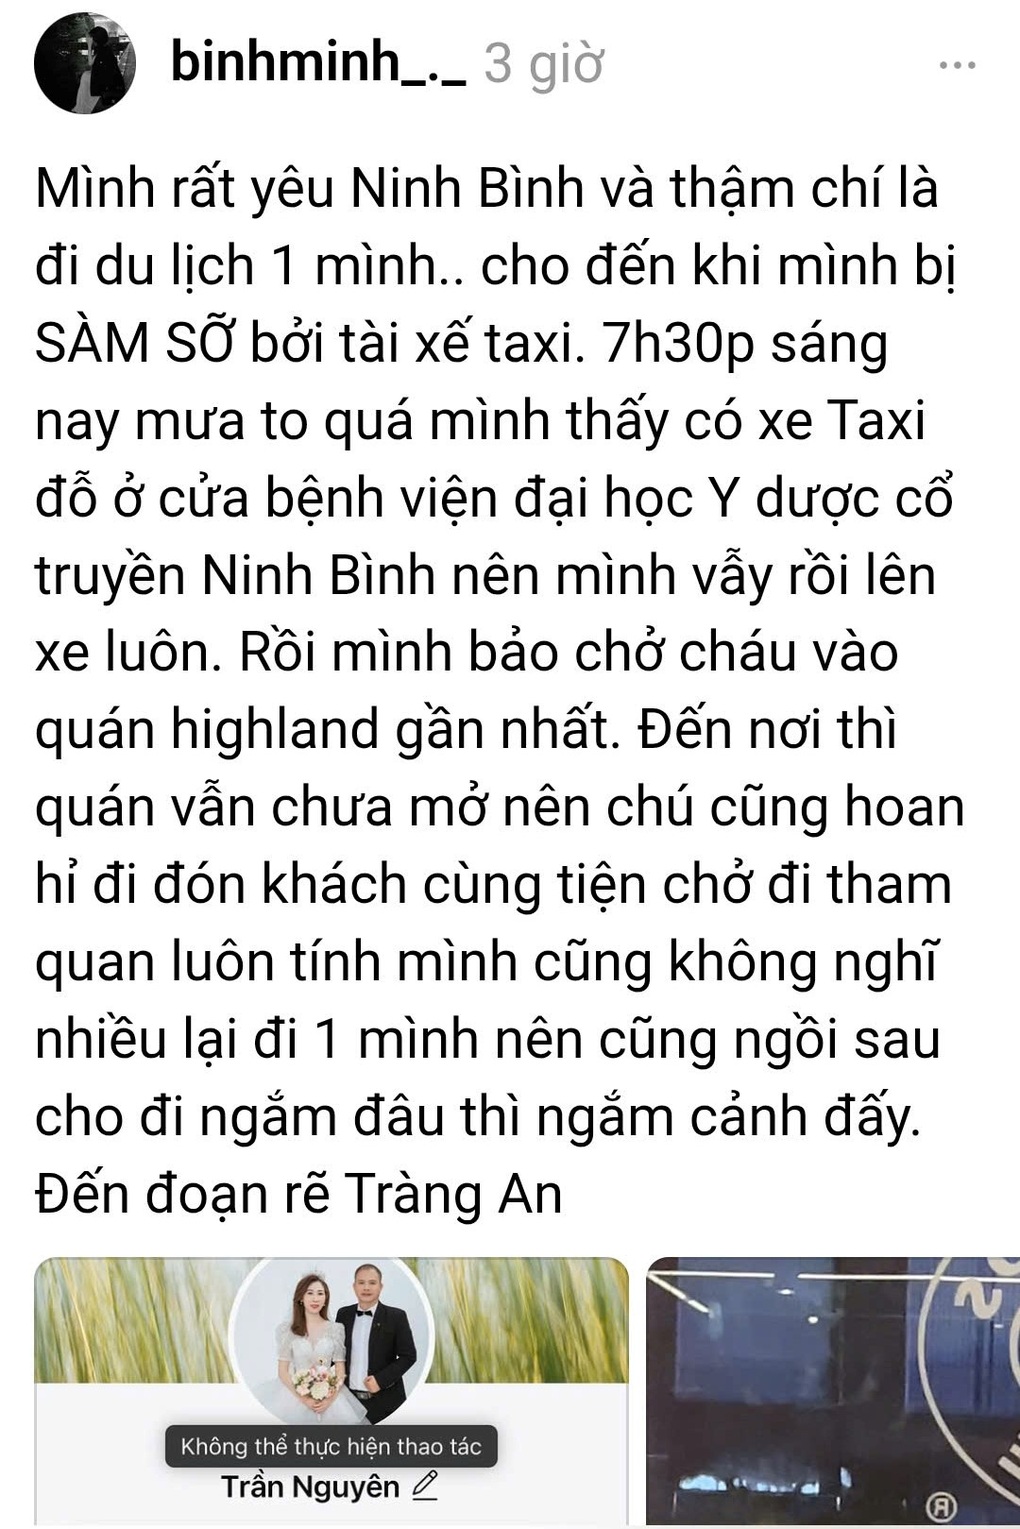 binhminh_._ 3 giờ
Mình rất yêu Ninh Bình và thậm chí là
đi du lịch 1 mình.. cho đến khi mình bị
SÀM SỠ bởi tài xế taxi. 7h30p sáng
nay mưa to quá mình thấy có xe Taxi
đỗ ở cửa bệnh viện đại học Y dược cổ
truyền Ninh Bình nên mình vẫy rồi lên
xe luôn. Rồi mình bảo chở cháu vào
quán highland gần nhất. Đến nơi thì
quán vẫn chưa mở nên chú cũng hoan
hỉ đi đón khách cùng tiện chở đi tham
quan luôn tính mình cũng không nghĩ
nhiều lại đi 1 mình nên cũng ngồi sau
cho đi ngắm đâu thì ngắm cảnh đấy.
Đến đoạn rẽ Tràng An
Không thể thực hiện thao tác
Trần Nguyên
®